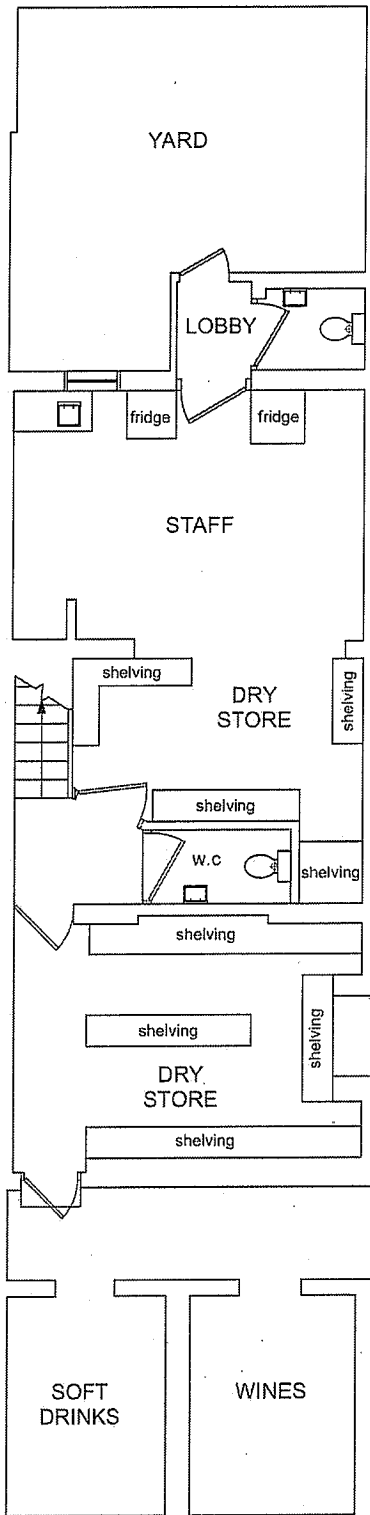 YARD
LOBBY
fridge
fridge
STAFF
shelving
shelving
DRY
STORE
shelving
w.c
shelving
shelving
shelving
shelving
DRY
STORE
shelving
SOFT
DRINKS
WINES